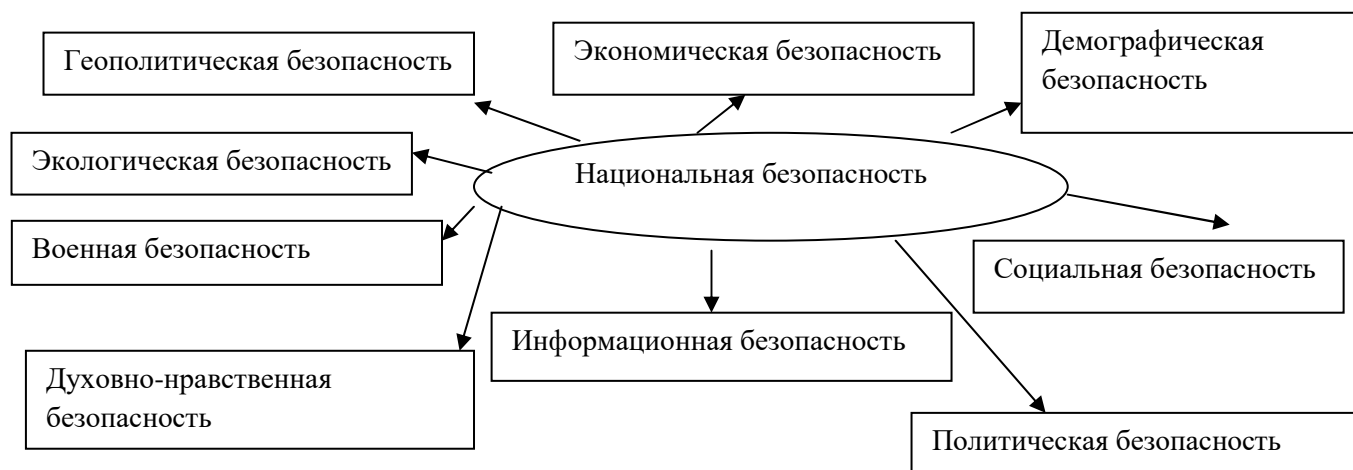 Геополитическая безопасность
Экономическая безопасность
Демографическая
безопасность
Экологическая безопасность
Национальная безопасность
Военная безопасность
Социальная безопасность
Информационная безопасность
Духовно-нравственная
безопасность
Политическая безопасность